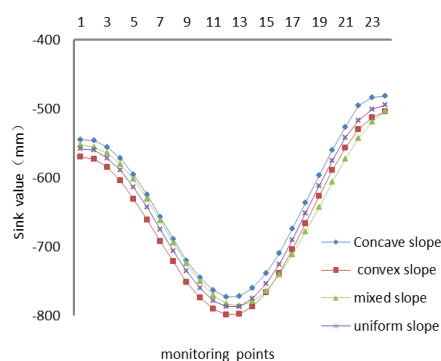 1 3 5 7 9 11 13 15 17 19 21 23
-400
-500
-600
-700
-800
Sink value（mm）
Concave slope
convex slope
mixed slope
uniform slope
monitoring points